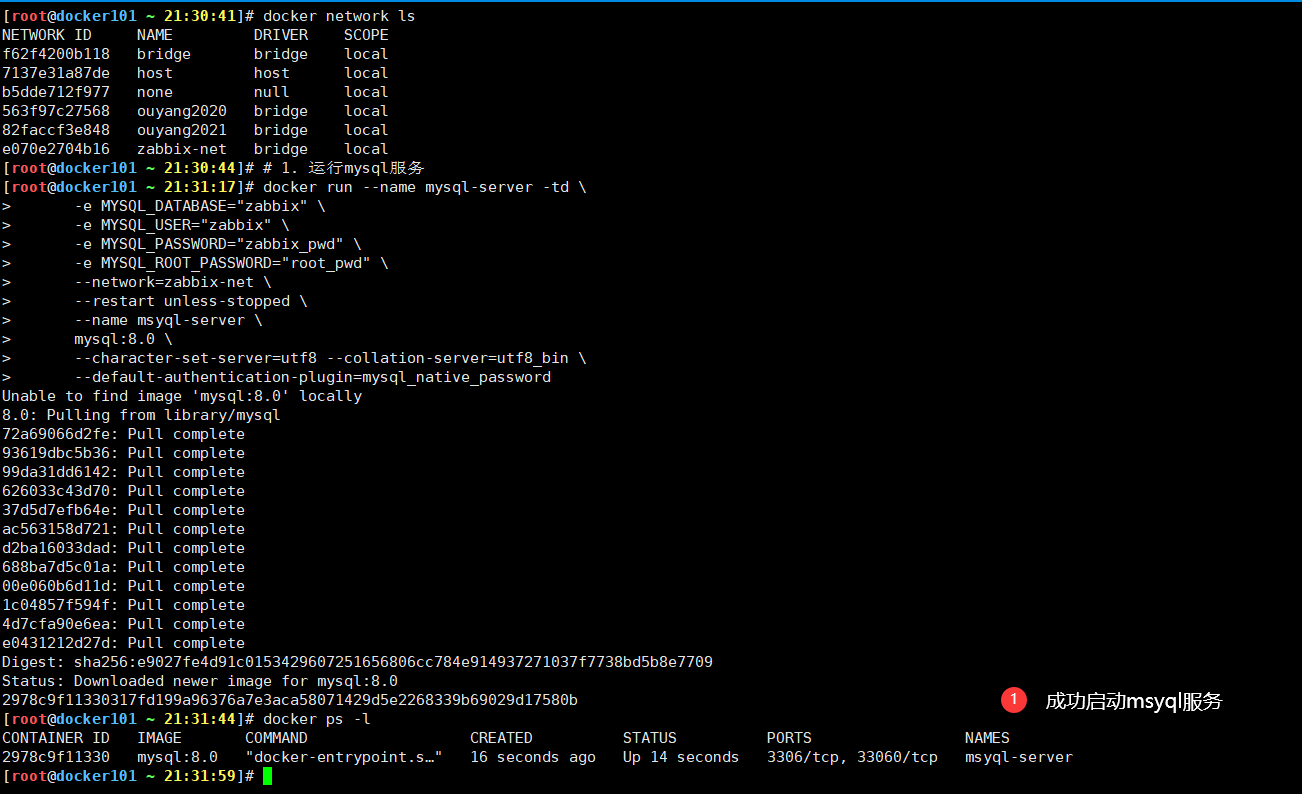 [root@docker101 ~ 21:30:41]# docker network ls
NETWORK ID     NAME         DRIVER    SCOPE
f62f4200b118   bridge       bridge    local
7137e31a87de   host         host      local
b5dde712f977   none         null      local
563f97c27568   ouyang2020   bridge    local
82faccf3e848   ouyang2021   bridge    local
e070e2704b16   zabbix-net   bridge    local
[root@docker101 ~ 21:30:44]# # 1. 运行mysql服务
[root@docker101 ~ 21:31:17]# docker run --name mysql-server -td \
>       -e MYSQL_DATABASE="zabbix" \
>       -e MYSQL_USER="zabbix" \
>       -e MYSQL_PASSWORD="zabbix_pwd" \
>       -e MYSQL_ROOT_PASSWORD="root_pwd" \
>       --network=zabbix-net \
>       --restart unless-stopped \
>       --name msyql-server \
>       mysql:8.0 \
>       --character-set-server=utf8 --collation-server=utf8_bin \
>       --default-authentication-plugin=mysql_native_password
Unable to find image 'mysql:8.0' locally
8.0: Pulling from library/mysql
72a69066d2fe: Pull complete
93619dbc5b36: Pull complete
99da31dd6142: Pull complete
626033c43d70: Pull complete
37d5d7efb64e: Pull complete
ac563158d721: Pull complete
d2ba16033dad: Pull complete
688ba7d5c01a: Pull complete
00e060b6d11d: Pull complete
1c04857f594f: Pull complete
4d7cfa90e6ea: Pull complete
e0431212d27d: Pull complete
Digest: sha256:e9027fe4d91c0153429607251656806cc784e914937271037f7738bd5b8e7709
Status: Downloaded newer image for mysql:8.0
2978c9f11330317fd199a96376a7e3aca58071429d5e2268339b69029d17580b
1 成功启动msyql服务
[root@docker101 ~ 21:31:44]# docker ps -l
CONTAINER ID   IMAGE       COMMAND                  CREATED          STATUS          PORTS                 NAMES
2978c9f11330   mysql:8.0   "docker-entrypoint.s…"   16 seconds ago   Up 14 seconds   3306/tcp, 33060/tcp   msyql-server
[root@docker101 ~ 21:31:59]#